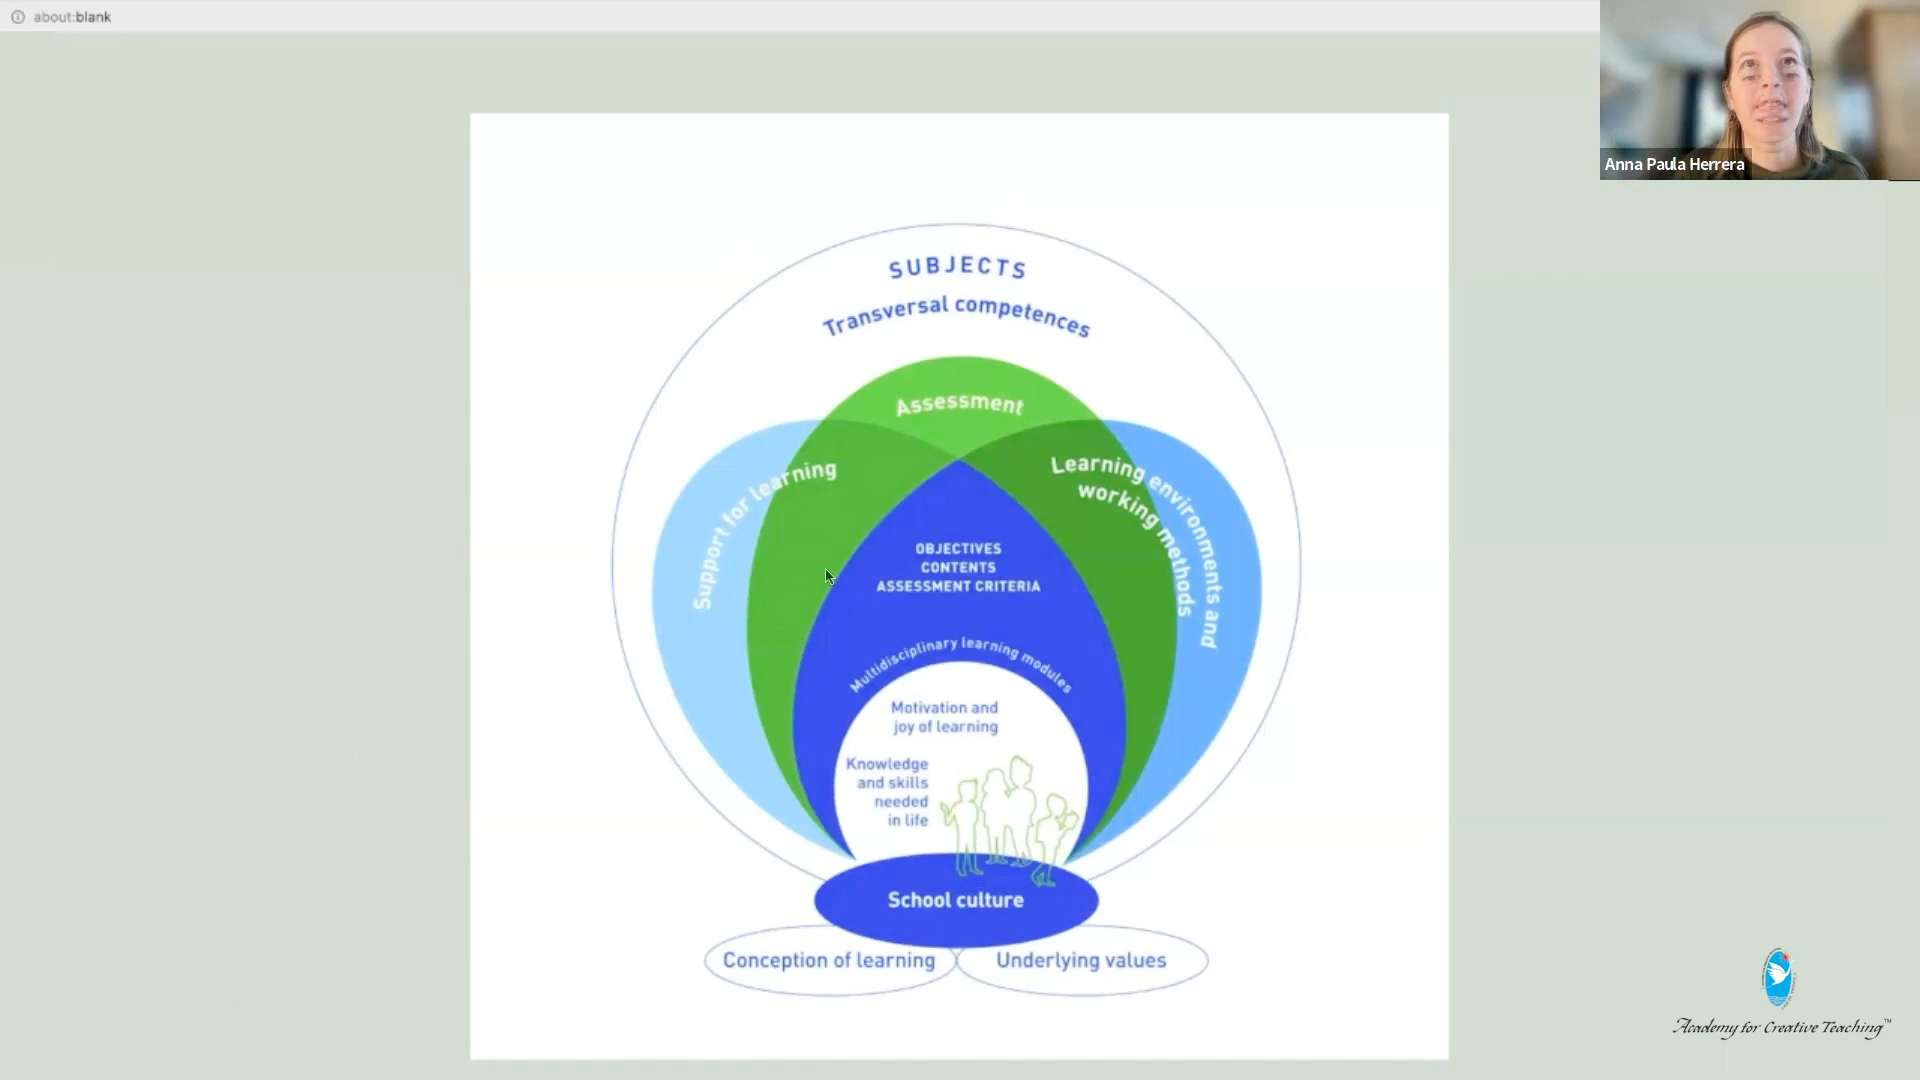 about:blank
Anna Paula Herrera
SUBJECTS
Transversal competences
Assessment
Support for learning
Learning environments and
working methods
OBJECTIVES
CONTENTS
ASSESSMENT CRITERIA
Multidisciplinary learning modules
Motivation and
joy of learning
Knowledge
and skills
needed
in life
School culture
Conception of learning
Underlying values
Academy for Creative Teaching™